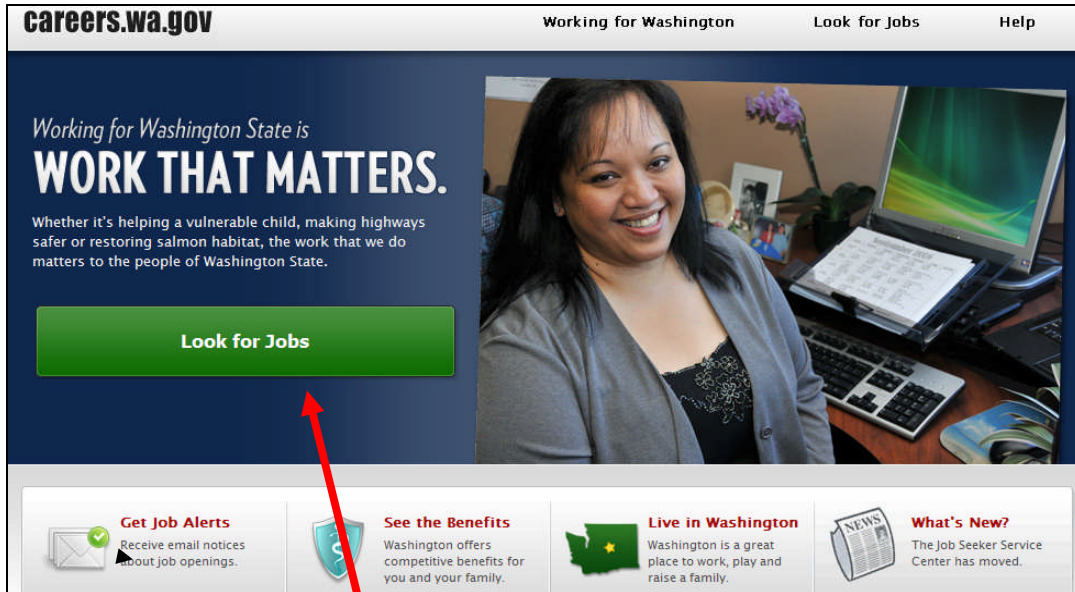 careers.wa.gov
Working for Washington Look for Jobs Help
Working for Washington State is
WORK THAT MATTERS.
Whether it's helping a vulnerable child, making highways
safer or restoring salmon habitat, the work that we do
matters to the people of Washington State.
Look for Jobs
Get Job Alerts
Receive email notices
about job openings.
See the Benefits
Washington offers
competitive benefits for
you and your family.
Live in Washington
Washington is a great
place to work, play and
raise a family.
NEWS
What's New?
The Job Seeker Service
Center has moved.